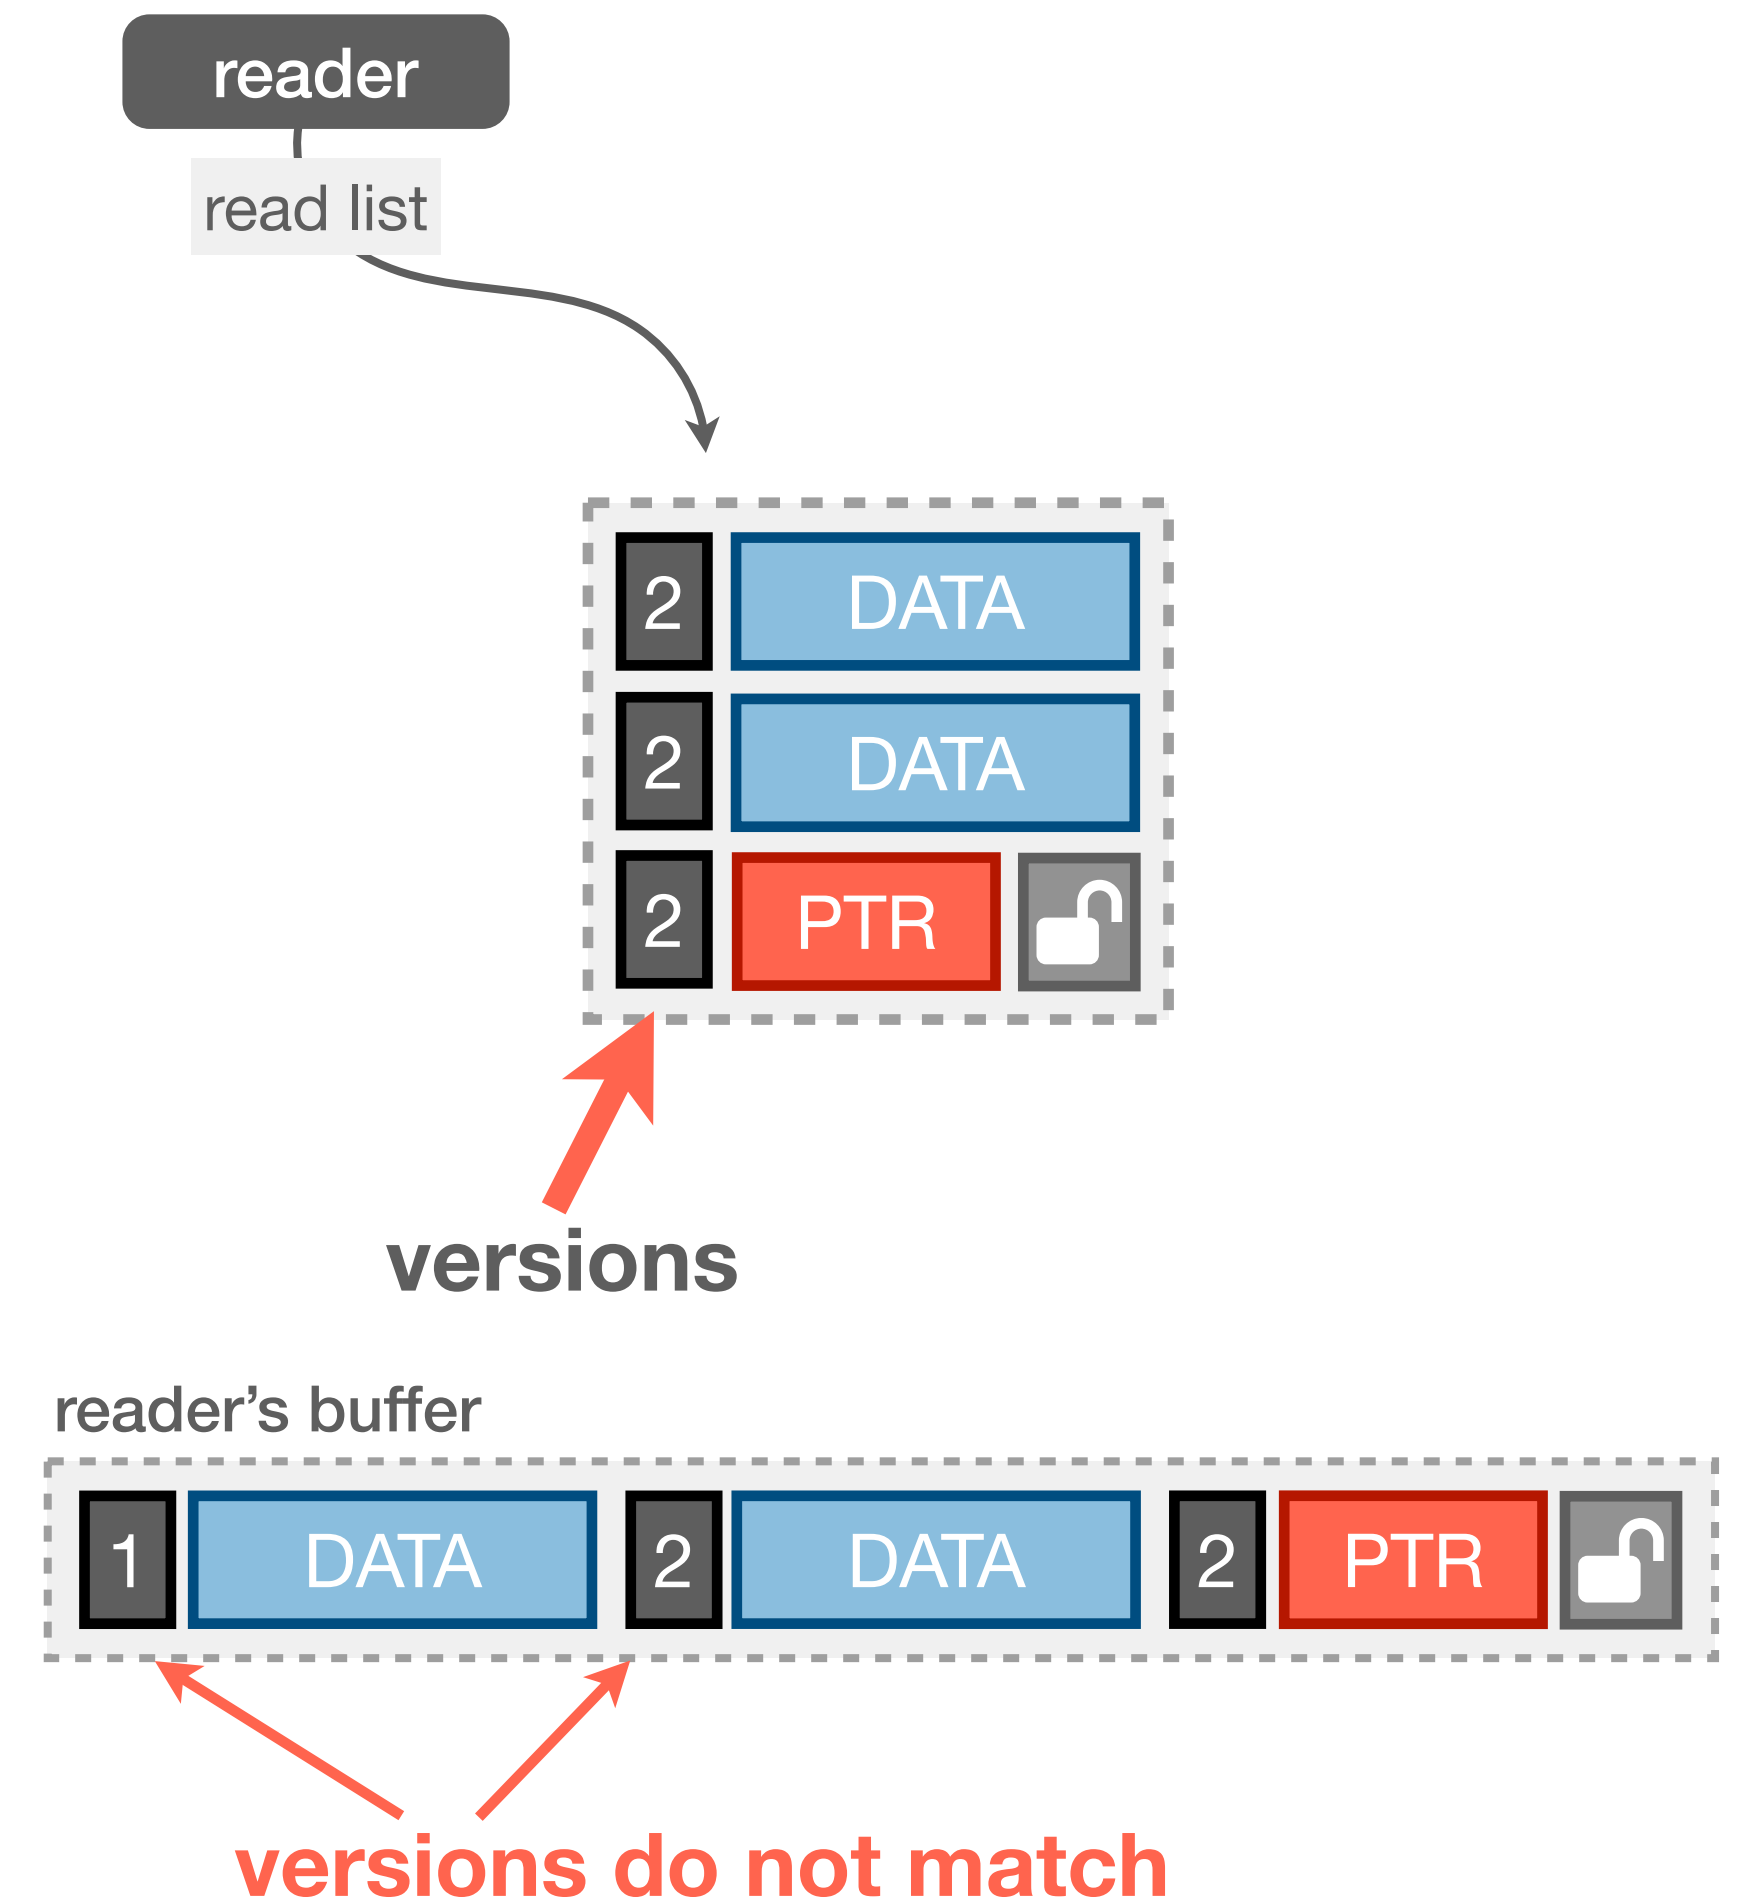 reader
read list
2 DATA
2 DATA
2 PTR
versions
reader’s buffer
1 DATA 2 DATA 2 PTR
versions do not match